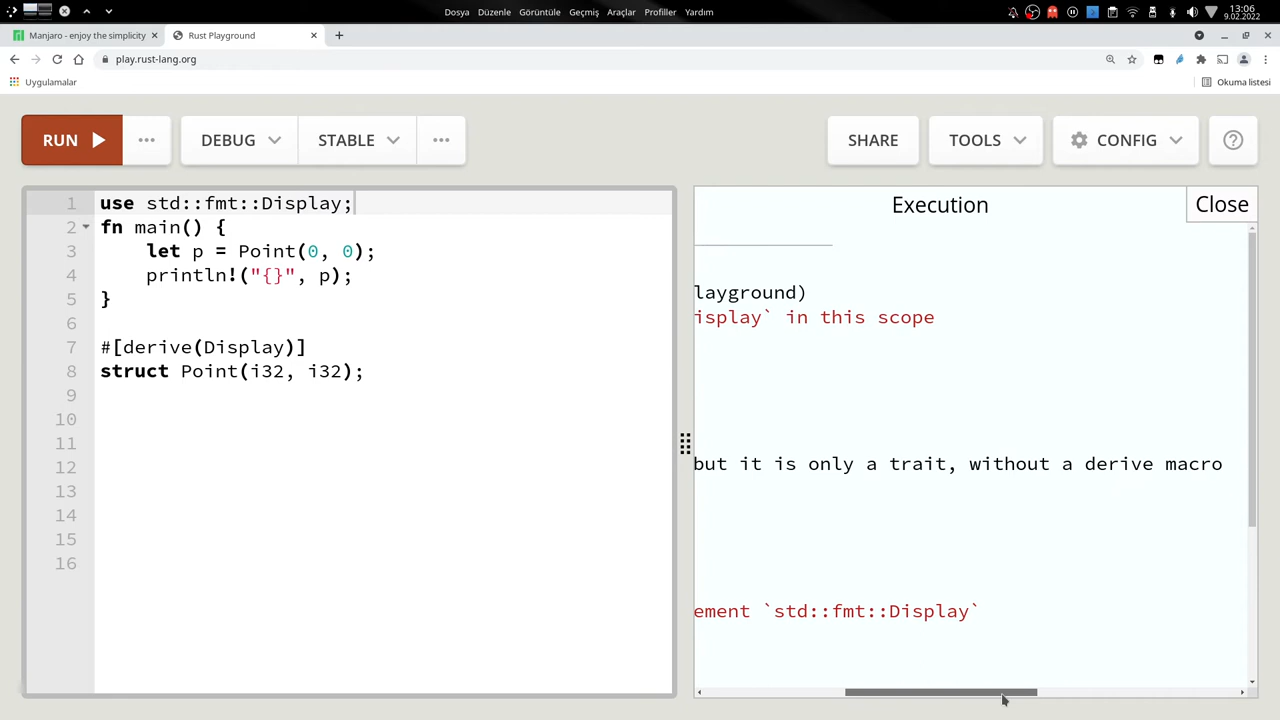 Dosya Düzenle Görüntüle Geçmiş Araçlar Profiller Yardım
13:06
9.02.2022
Manjaro - enjoy the simplicity
Rust Playground
play.rust-lang.org
Uygulamalar
Okuma listesi
RUN
DEBUG
STABLE
SHARE
TOOLS
CONFIG
1 use std::fmt::Display;
2 fn main() {
3 let p = Point(0, 0);
4 println!("{}", p);
5 }
6
7 #[derive(Display)]
8 struct Point(i32, i32);
9
10
11
12
13
14
15
16
Execution
Close
layground)
isplay` in this scope
but it is only a trait, without a derive macro
ement `std::fmt::Display`